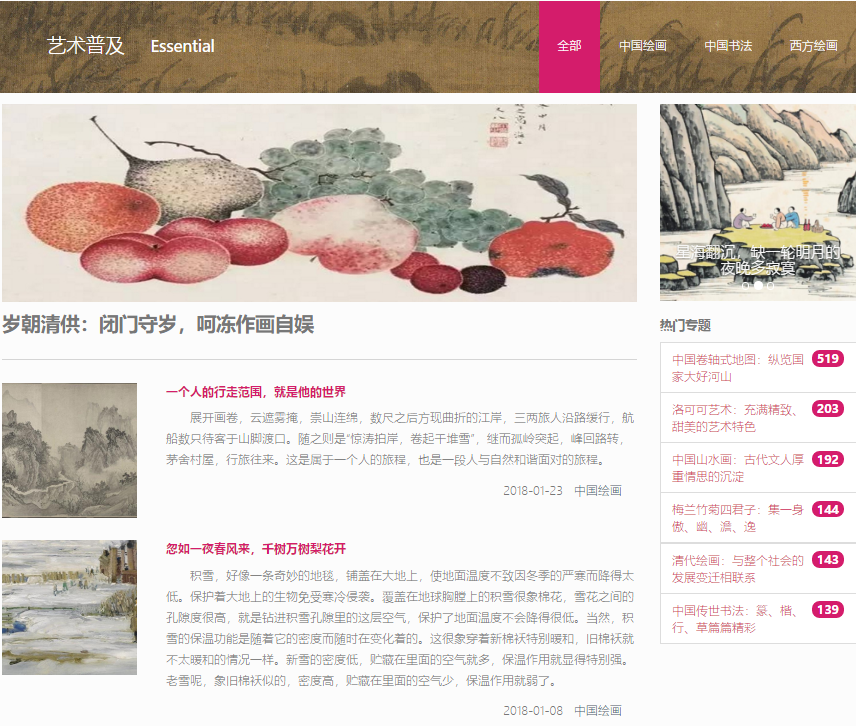 艺术普及 Essential 全部 中国绘画 中国书法 西方绘画
岁朝清供：闭门守岁，呵冻作画自娱
一个人的行走范围，就是他的世界
展开画卷，云遮雾掩，崇山连绵，数尺之后方现曲折的江岸，三两旅人沿路缓行，航
船数只待客于山脚渡口。随之则是“惊涛拍岸，卷起千堆雪”，继而孤岭突起，峰回路转，
茅舍村屋，行旅往来。这是属于一个人的旅程，也是一段人与自然和谐面对的旅程。
2018-01-23 中国绘画
忽如一夜春风来，千树万树梨花开
积雪，好像一条奇妙的地毯，铺盖在大地上，使地面温度不致因冬季的严寒而降得太
低。保护着大地上的生物免受寒冷侵袭。覆盖在地球胸膛上的积雪很象棉花，雪花之间的
孔隙度很高，就是钻进积雪孔隙里的这层空气，保护了地面温度不会降得很低。当然，积
雪的保温功能是随着它的密度而随时在变化着的。这很象穿着新棉袄特别暖和，旧棉袄就
不太暖和的情况一样。新雪的密度低，贮藏在里面的空气就多，保温作用就显得特别强。
老雪呢，象旧棉袄似的，密度高，贮藏在里面的空气少，保温作用就弱了。
2018-01-08 中国绘画
星海翻沉，缺一轮明月的
夜晚多寂寞
热门专题
中国卷轴式地图：纵览国 519
家大好河山
洛可可艺术：充满精致、 203
甜美的艺术特色
中国山水画：古代文人厚 192
重情思的沉淀
梅兰竹菊四君子：集一身 144
傲、幽、澹、逸
清代绘画：与整个社会的 143
发展变迁相联系
中国传世书法：篆、楷、 139
行、草篇篇精彩